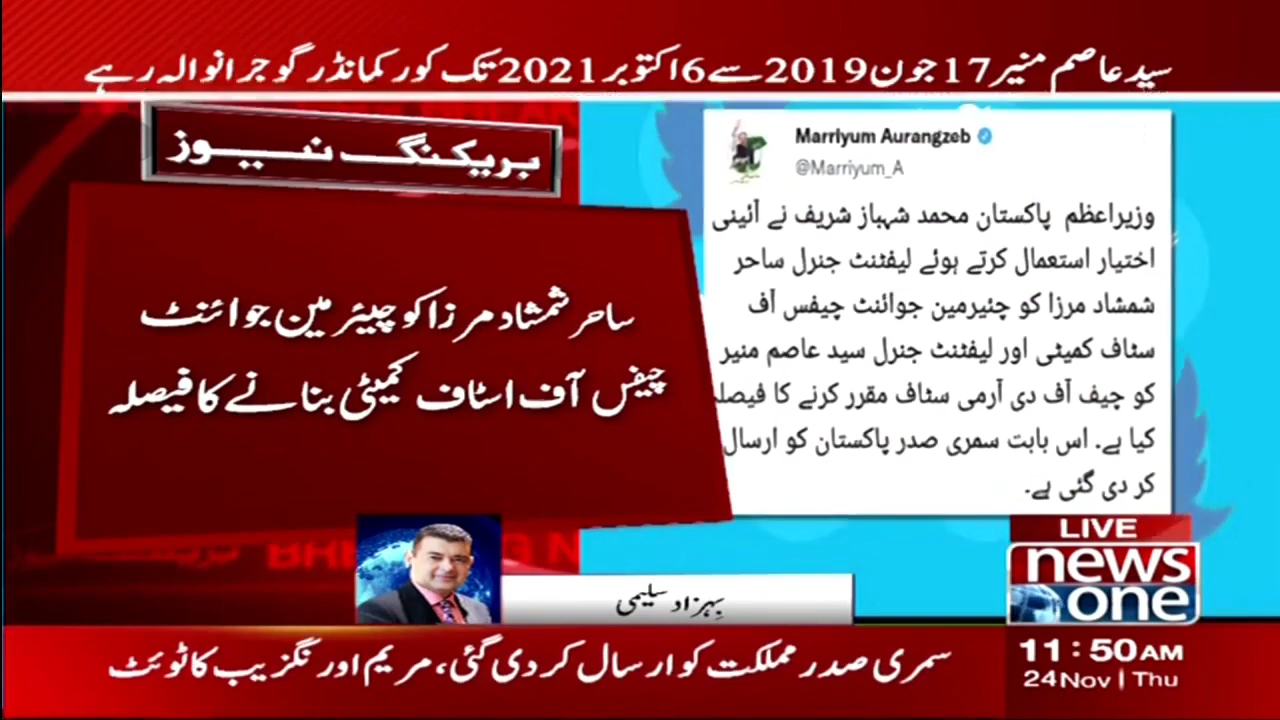 سید عاصم منیر 17 جون 2019 سے 6 اکتوبر 2021 تک کور کمانڈر گوجرانوالہ رہے
بریکنگ نیوز
ساحر شمشاد مرزا کو چیئرمین جوائنٹ
چیفس آف اسٹاف کمیٹی بنانے کا فیصلہ
Marriyum Aurangzeb
@Marriyum_A
وزیراعظم پاکستان محمد شہباز شریف نے آئینی
اختیار استعمال کرتے ہوئے لیفٹنٹ جنرل ساحر
شمشاد مرزا کو چئیرمین جوائنٹ چیفس آف
سٹاف کمیٹی اور لیفٹنٹ جنرل سید عاصم منیر
کو چیف آف دی آرمی سٹاف مقرر کرنے کا فیصلہ
کیا ہے۔ اس بابت سمری صدر پاکستان کو ارسال
کر دی گئی ہے۔
بہزاد سلیمی
LIVE
news
one
سمری صدر مملکت کو ارسال کر دی گئی، مریم اورنگزیب کا ٹوئٹ
11:50AM
24Nov | Thu